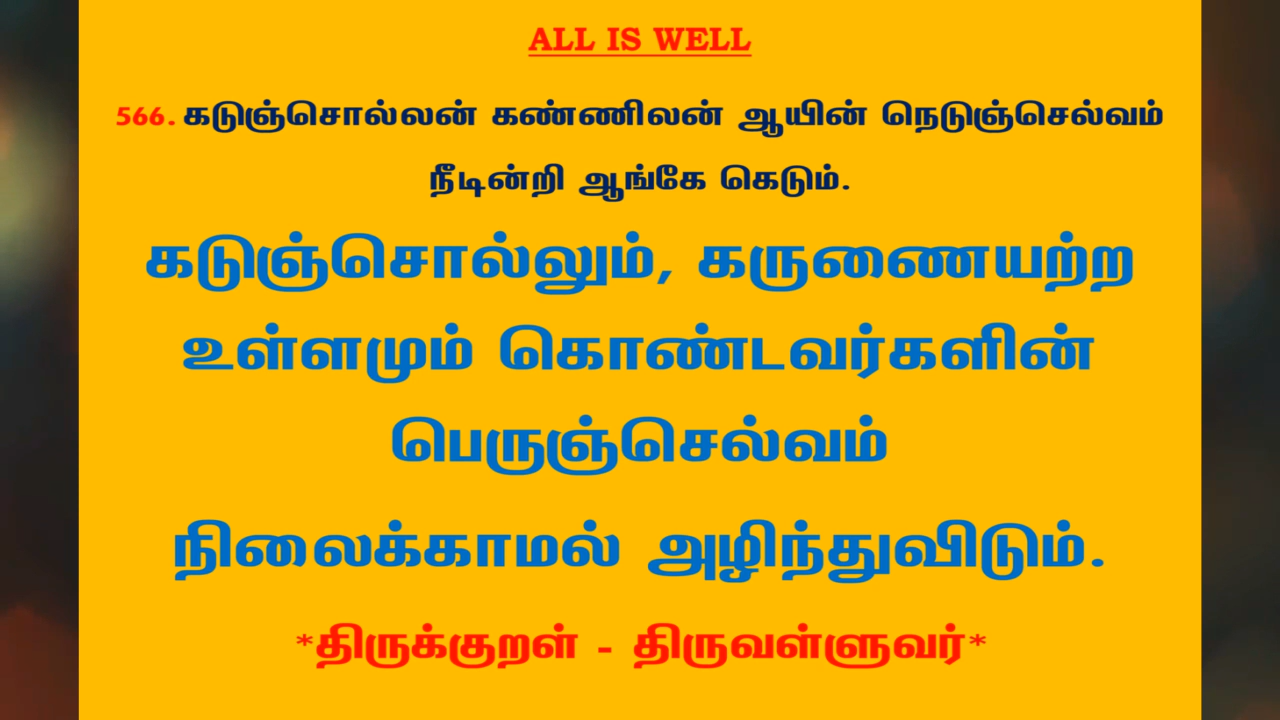 ALL IS WELL
566. கடுஞ்சொல்லன் கண்ணிலன் ஆயின் நெடுஞ்செல்வம்
நீடின்றி ஆங்கே கெடும்.
கடுஞ்சொல்லும், கருணையற்ற
உள்ளமும் கொண்டவர்களின்
பெருஞ்செல்வம்
நிலைக்காமல் அழிந்துவிடும்.
*திருக்குறள் - திருவள்ளுவர்*